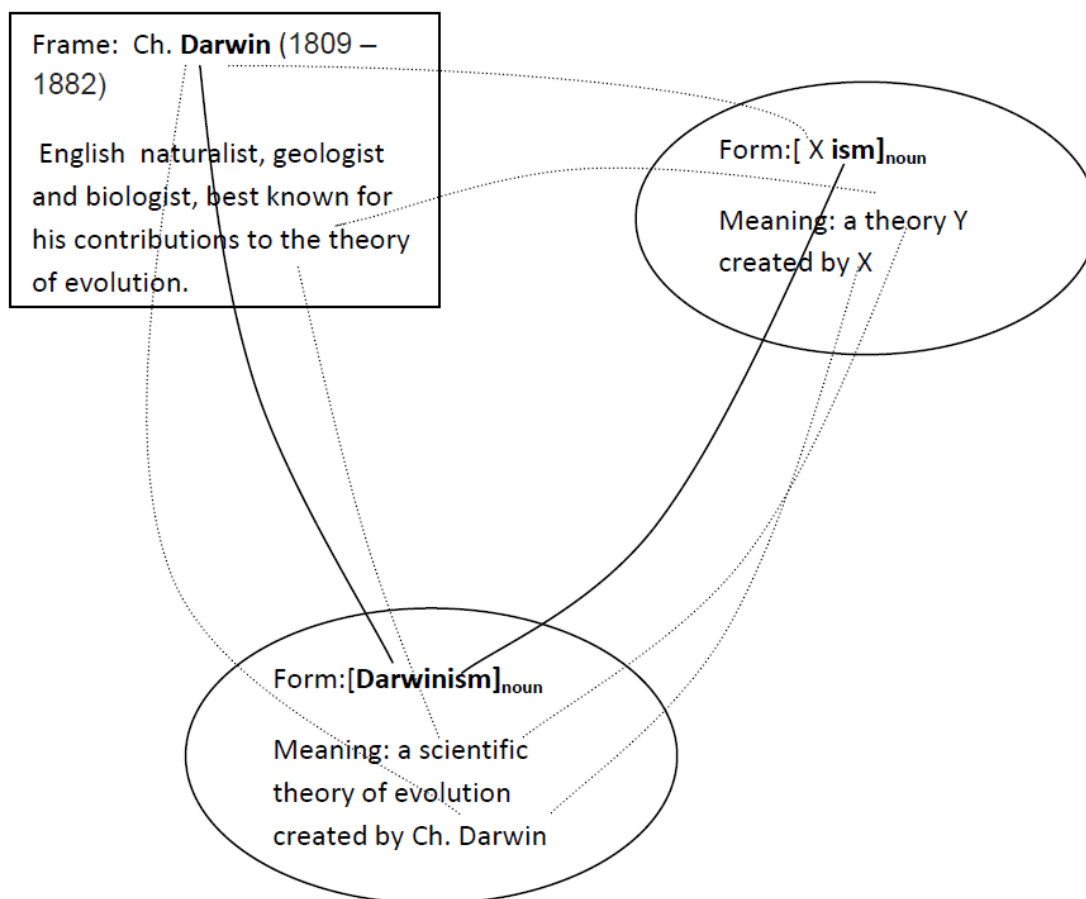 Frame: Ch. Darwin (1809 –
1882)
English naturalist, geologist
and biologist, best known for
his contributions to the theory
of evolution.
Form:[ X ism]noun
Meaning: a theory Y
created by X
Form:[Darwinism]noun
Meaning: a scientific
theory of evolution
created by Ch. Darwin